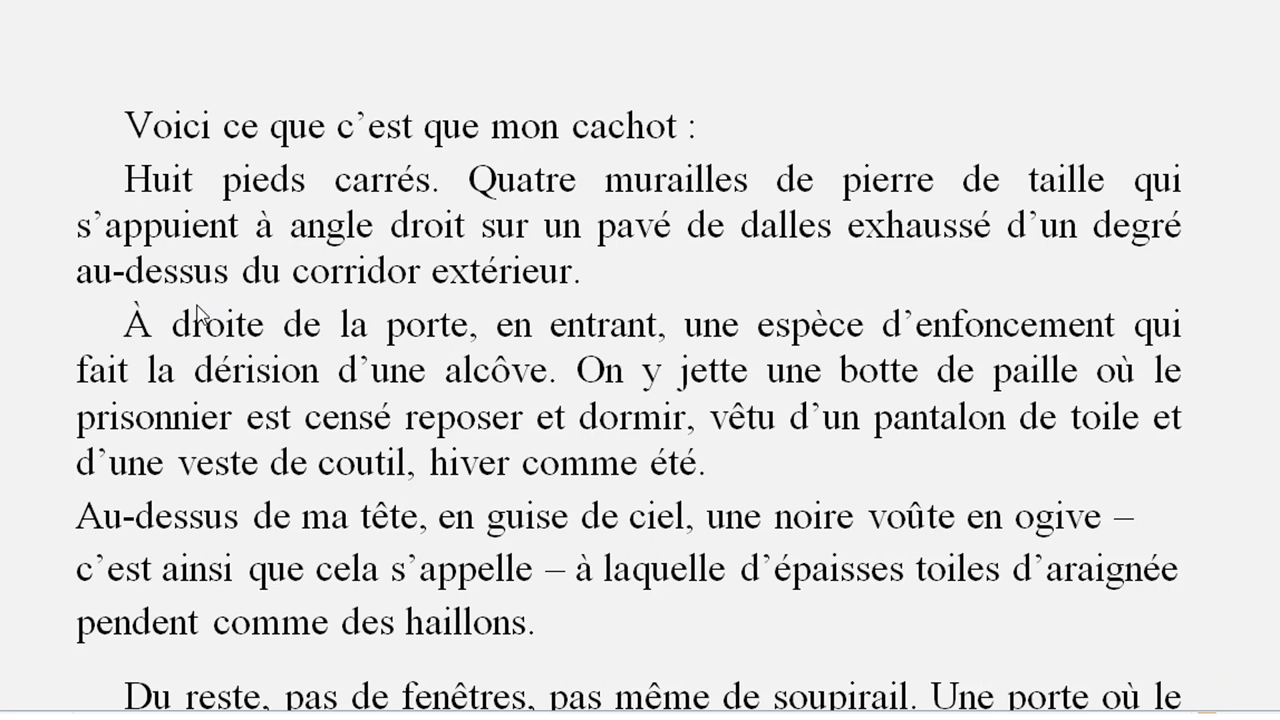 Voici ce que c’est que mon cachot :
Huit pieds carrés. Quatre murailles de pierre de taille qui
s’appuient à angle droit sur un pavé de dalles exhaussé d’un degré
au-dessus du corridor extérieur.
À droite de la porte, en entrant, une espèce d’enfoncement qui
fait la dérision d’une alcôve. On y jette une botte de paille où le
prisonnier est censé reposer et dormir, vêtu d’un pantalon de toile et
d’une veste de coutil, hiver comme été.
Au-dessus de ma tête, en guise de ciel, une noire voûte en ogive –
c’est ainsi que cela s’appelle – à laquelle d’épaisses toiles d’araignée
pendent comme des haillons.
Du reste, pas de fenêtres, pas même de soupirail. Une porte où le